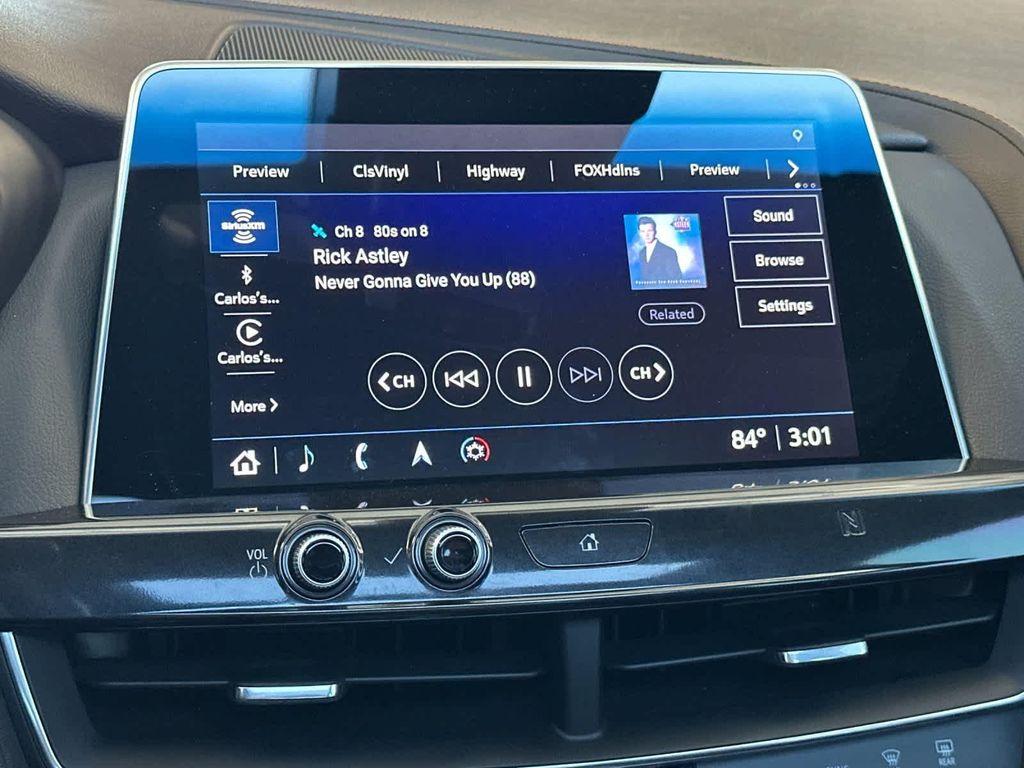 Preview
ClsVinyl
Highway
FOXHdlns
Preview
SiriusXM
Ch 8 80s on 8
Rick Astley
Never Gonna Give You Up (88)
Sound
Browse
Settings
Related
Carlos's...
Carlos's...
More
CH
CH
84° 3:01
VOL
REAR